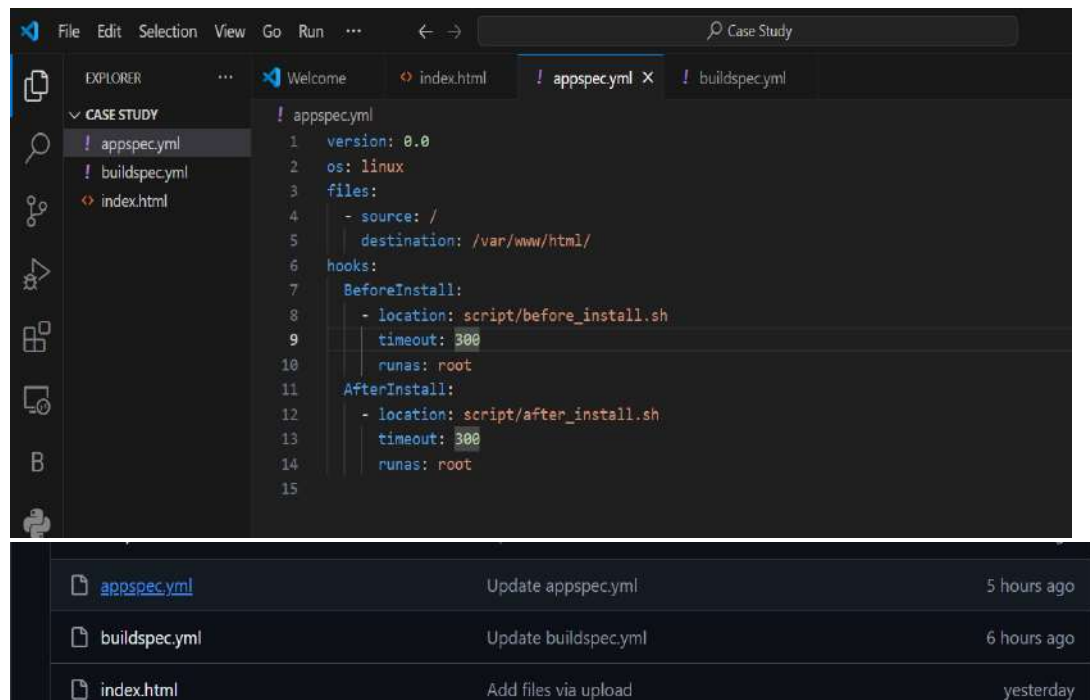 File Edit Selection View Go Run ··· ← → Case Study
EXPLORER ··· Welcome index.html ! appspec.yml × ! buildspec.yml
CASE STUDY
! appspec.yml
! buildspec.yml
index.html
! appspec.yml
1 version: 0.0
2 os: linux
3 files:
4 - source: /
5 destination: /var/www/html/
6 hooks:
7 BeforeInstall:
8 - location: script/before_install.sh
9 timeout: 300
10 runas: root
11 AfterInstall:
12 - location: script/after_install.sh
13 timeout: 300
14 runas: root
15
B
appspec.yml Update appspec.yml 5 hours ago
buildspec.yml Update buildspec.yml 6 hours ago
index.html Add files via upload yesterday